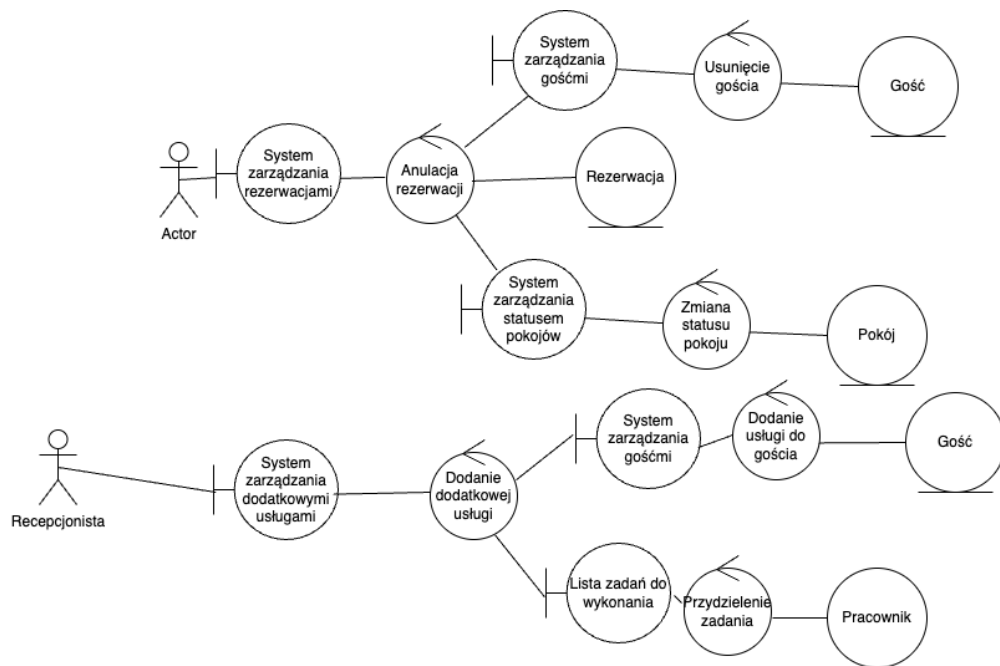 System
zarządzania
gośćmi
Usunięcie
gościa
Gość
System
zarządzania
rezerwacjami
Anulacja
rezerwacji
Rezerwacja
Actor
System
zarządzania
statusem
pokojów
Zmiana
statusu
pokoju
Pokój
System
zarządzania
gośćmi
Dodanie
usługi do
gościa
Gość
Recepcjonista
System
zarządzania
dodatkowymi
usługami
Dodanie
dodatkowej
usługi
Lista zadań do
wykonania
Przydzielenie
zadania
Pracownik